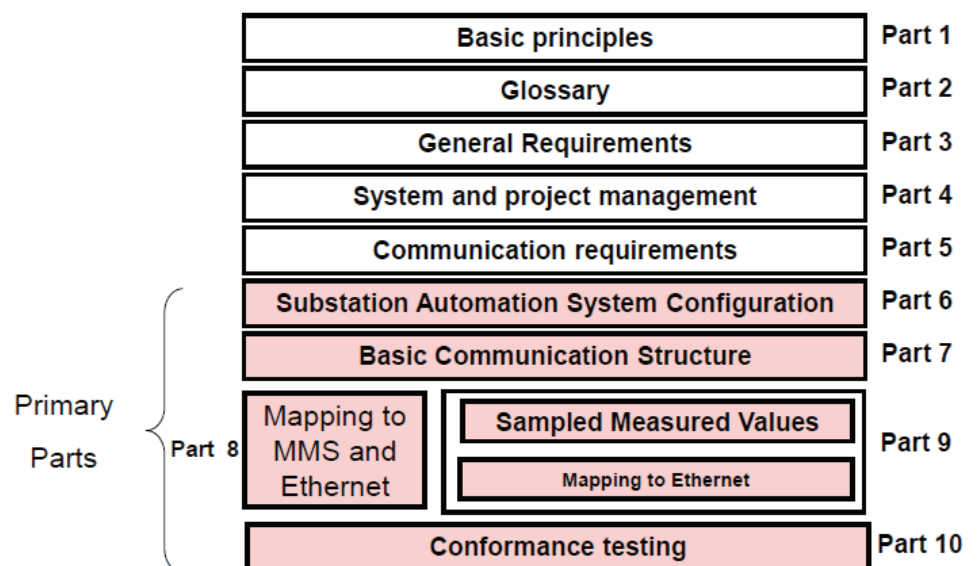 Basic principles Part 1
Glossary Part 2
General Requirements Part 3
System and project management Part 4
Communication requirements Part 5
Substation Automation System Configuration Part 6
Basic Communication Structure Part 7
Primary
Parts
Part 8
Mapping to
MMS and
Ethernet
Sampled Measured Values
Mapping to Ethernet
Part 9
Conformance testing Part 10